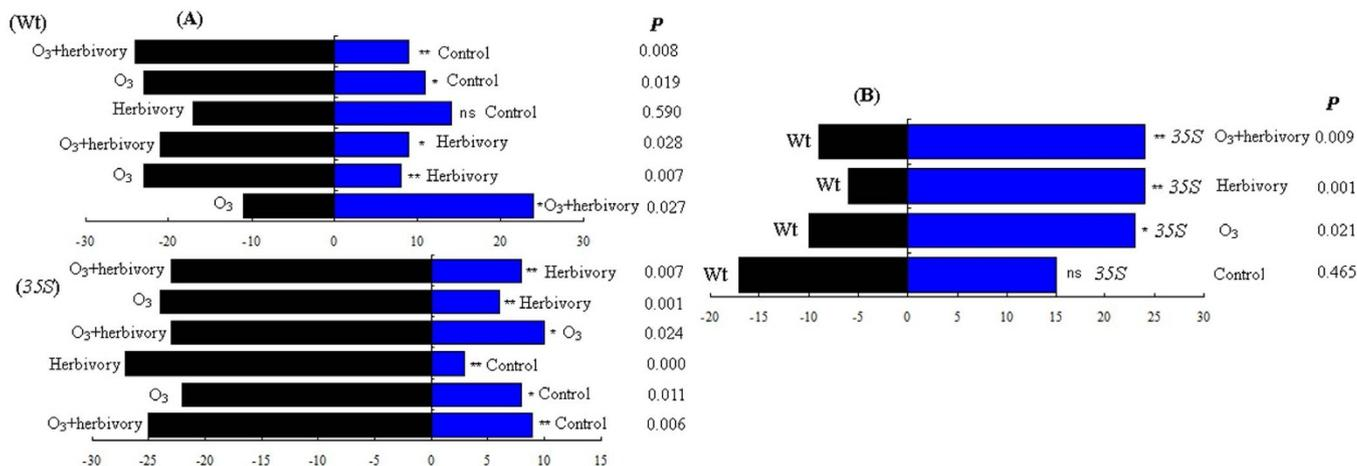 (Wt) (A) P
O3+herbivory ** Control 0.008
O3 * Control 0.019
Herbivory ns Control 0.590
O3+herbivory * Herbivory 0.028
O3 ** Herbivory 0.007
O3 *O3+herbivory 0.027
-30 -20 -10 0 10 20 30
(35S)
O3+herbivory ** Herbivory 0.007
O3 ** Herbivory 0.001
O3+herbivory * O3 0.024
Herbivory ** Control 0.000
O3 * Control 0.011
O3+herbivory ** Control 0.006
-30 -25 -20 -15 -10 -5 0 5 10 15
(B) P
Wt ** 35S O3+herbivory 0.009
Wt ** 35S Herbivory 0.001
Wt * 35S O3 0.021
Wt ns 35S Control 0.465
-20 -15 -10 -5 0 5 10 15 20 25 30